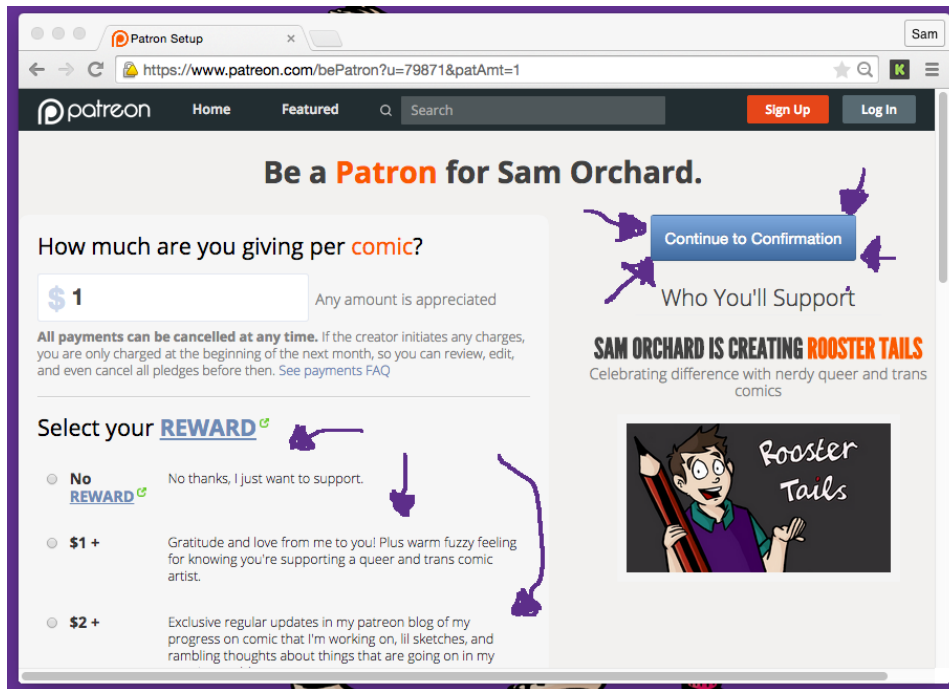 Patron Setup
Sam
https://www.patreon.com/bePatron?u=79871&patAmt=1
patreon
Home
Featured
Search
Sign Up
Log In
Be a Patron for Sam Orchard.
How much are you giving per comic?
$ 1
Any amount is appreciated
All payments can be cancelled at any time. If the creator initiates any charges,
you are only charged at the beginning of the next month, so you can review, edit,
and even cancel all pledges before then. See payments FAQ
Select your REWARD
No
REWARD
No thanks, I just want to support.
$1 +
Gratitude and love from me to you! Plus warm fuzzy feeling
for knowing you're supporting a queer and trans comic
artist.
$2 +
Exclusive regular updates in my patreon blog of my
progress on comic that I'm working on, lil sketches, and
rambling thoughts about things that are going on in my
Continue to Confirmation
Who You'll Support
SAM ORCHARD IS CREATING ROOSTER TAILS
Celebrating difference with nerdy queer and trans
comics
Rooster
Tails